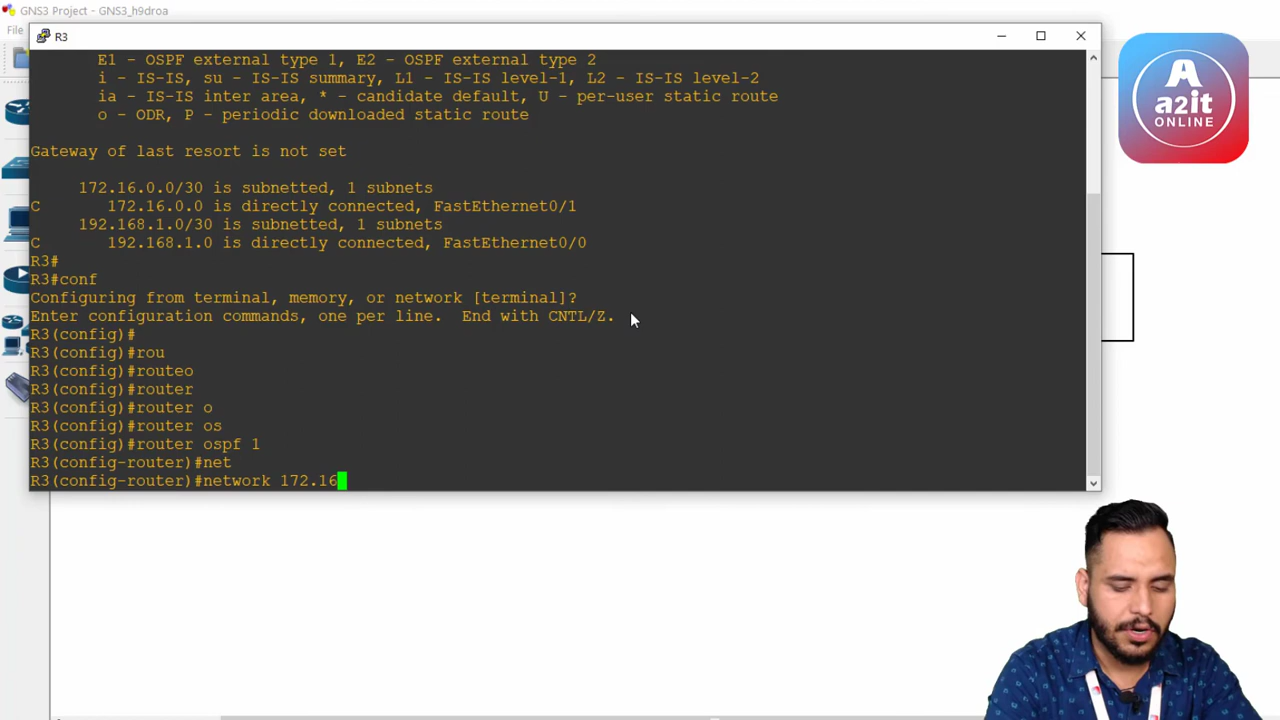 GNS3 Project - GNS3_h9droa
File
R3
E1 - OSPF external type 1, E2 - OSPF external type 2
i - IS-IS, su - IS-IS summary, L1 - IS-IS level-1, L2 - IS-IS level-2
ia - IS-IS inter area, * - candidate default, U - per-user static route
o - ODR, P - periodic downloaded static route
Gateway of last resort is not set
172.16.0.0/30 is subnetted, 1 subnets
C 172.16.0.0 is directly connected, FastEthernet0/1
192.168.1.0/30 is subnetted, 1 subnets
C 192.168.1.0 is directly connected, FastEthernet0/0
R3#
R3#conf
Configuring from terminal, memory, or network [terminal]?
Enter configuration commands, one per line. End with CNTL/Z.
R3(config)#
R3(config)#rou
R3(config)#routeo
R3(config)#router
R3(config)#router o
R3(config)#router os
R3(config)#router ospf 1
R3(config-router)#net
R3(config-router)#network 172.16
A
a2it
ONLINE